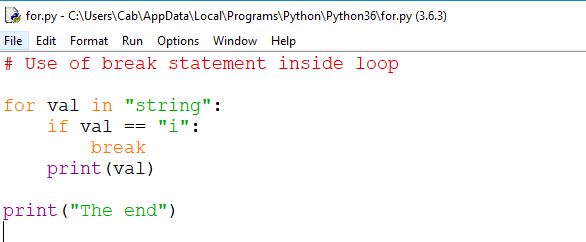 for.py - C:\Users\Cab\AppData\Local\Programs\Python\Python36\for.py (3.6.3)
File Edit Format Run Options Window Help
# Use of break statement inside loop
for val in "string":
    if val == "i":
        break
    print(val)
print("The end")